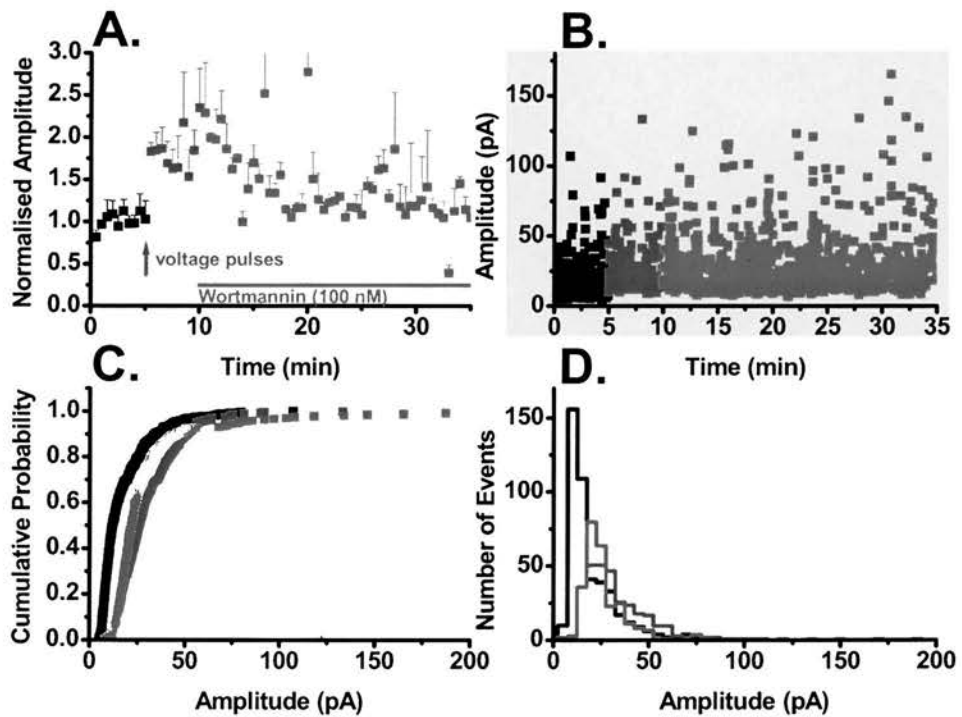 A.
Normalised Amplitude
3.0
2.5
2.0
1.5
1.0
0.5
0.0
voltage pulses
Wortmannin (100 nM)
0 10 20 30
Time (min)
B.
Amplitude (pA)
150
100
50
0
0 5 10 15 20 25 30 35
Time (min)
C.
Cumulative Probability
1.0
0.8
0.6
0.4
0.2
0.0
0 50 100 150 200
Amplitude (pA)
D.
Number of Events
150
100
50
0
0 50 100 150 200
Amplitude (pA)